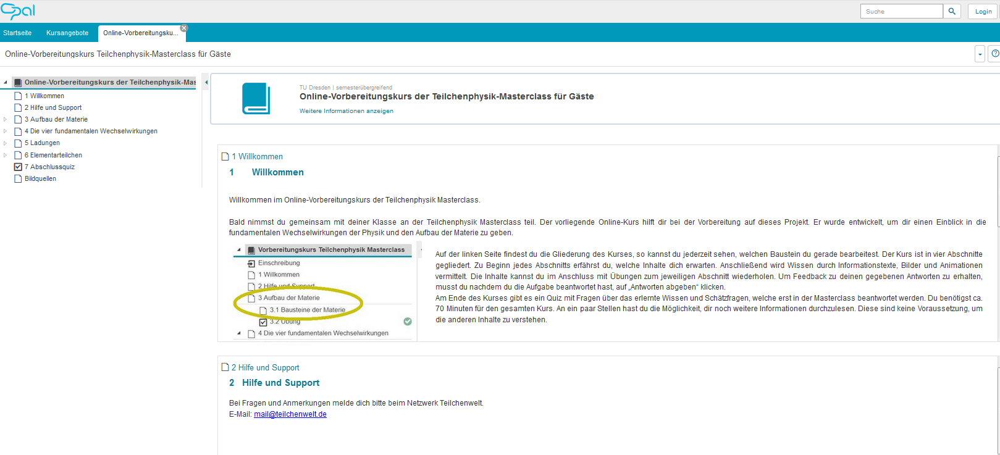 Opal
Suche
Login
Startseite
Kursangebote
Online-Vorbereitungsku...
Online-Vorbereitungskurs Teilchenphysik-Masterclass für Gäste
Online-Vorbereitungskurs der Teilchenphysik-Mas
1 Willkommen
2 Hilfe und Support
3 Aufbau der Materie
4 Die vier fundamentalen Wechselwirkungen
5 Ladungen
6 Elementarteilchen
7 Abschlussquiz
Bildquellen
TU Dresden | semesterübergreifend
Online-Vorbereitungskurs der Teilchenphysik-Masterclass für Gäste
Weitere Informationen anzeigen
1 Willkommen
1 Willkommen
Willkommen im Online-Vorbereitungskurs der Teilchenphysik Masterclass.
Bald nimmst du gemeinsam mit deiner Klasse an der Teilchenphysik Masterclass teil. Der vorliegende Online-Kurs hilft dir bei der Vorbereitung auf dieses Projekt. Er wurde entwickelt, um dir einen Einblick in die
fundamentalen Wechselwirkungen der Physik und den Aufbau der Materie zu geben.
Vorbereitungskurs Teilchenphysik Masterclass
Einschreibung
1 Willkommen
2 Hilfe und Support
3 Aufbau der Materie
3.1 Bausteine der Materie
3.2 Übung
4 Die vier fundamentalen Wechselwirkungen
Auf der linken Seite findest du die Gliederung des Kurses, so kannst du jederzeit sehen, welchen Baustein du gerade bearbeitest. Der Kurs ist in vier Abschnitte
gegliedert. Zu Beginn jedes Abschnitts erfährst du, welche Inhalte dich erwarten. Anschließend wird Wissen durch Informationstexte, Bilder und Animationen
vermittelt. Die Inhalte kannst du im Anschluss mit Übungen zum jeweiligen Abschnitt wiederholen. Um Feedback zu deinen gegebenen Antworten zu erhalten,
musst du nachdem du die Aufgabe beantwortet hast, auf „Antworten abgeben“ klicken.
Am Ende des Kurses gibt es ein Quiz mit Fragen über das erlernte Wissen und Schätzfragen, welche erst in der Masterclass beantwortet werden. Du benötigst ca.
70 Minuten für den gesamten Kurs. An ein paar Stellen hast du die Möglichkeit, dir noch weitere Informationen durchzulesen. Diese sind keine Voraussetzung, um
die anderen Inhalte zu verstehen.
2 Hilfe und Support
2 Hilfe und Support
Bei Fragen und Anmerkungen melde dich bitte beim Netzwerk Teilchenwelt.
E-Mail: mail@teilchenwelt.de